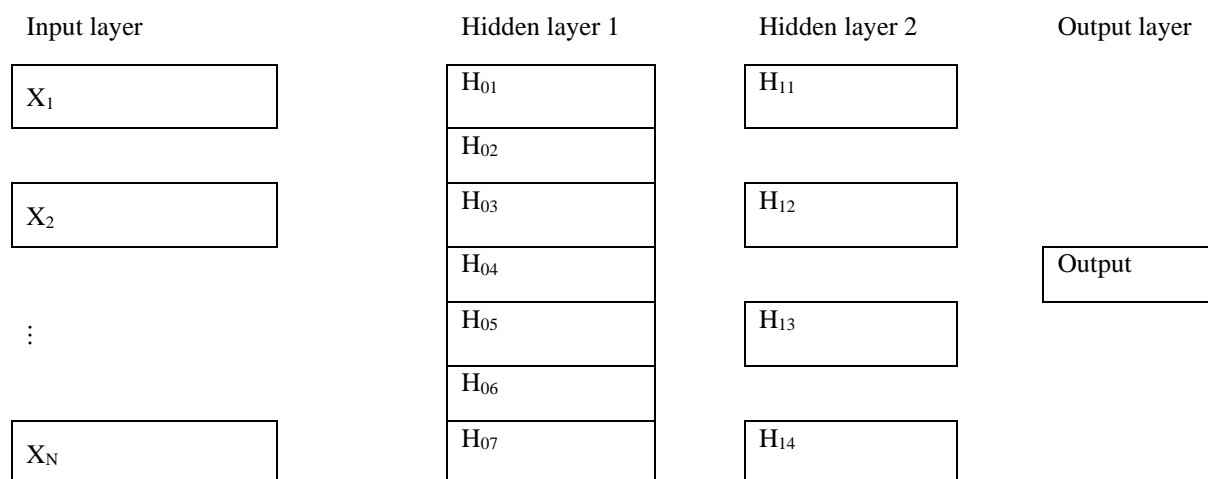 Input layer Hidden layer 1 Hidden layer 2 Output layer
X₁ H₀₁ H₁₁
H₀₂
X₂ H₀₃ H₁₂
H₀₄ Output
⋮ H₀₅ H₁₃
H₀₆
X_N H₀₇ H₁₄